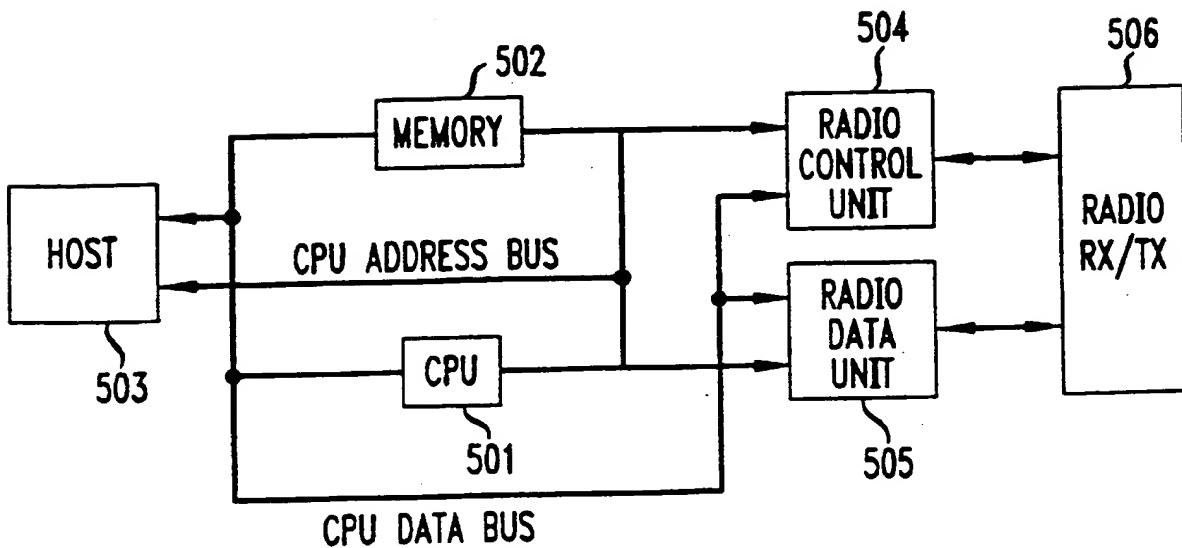 502
504
506
MEMORY
RADIO
CONTROL
UNIT
HOST
CPU ADDRESS BUS
RADIO
RX/TX
503
CPU
501
RADIO
DATA
UNIT
505
CPU DATA BUS